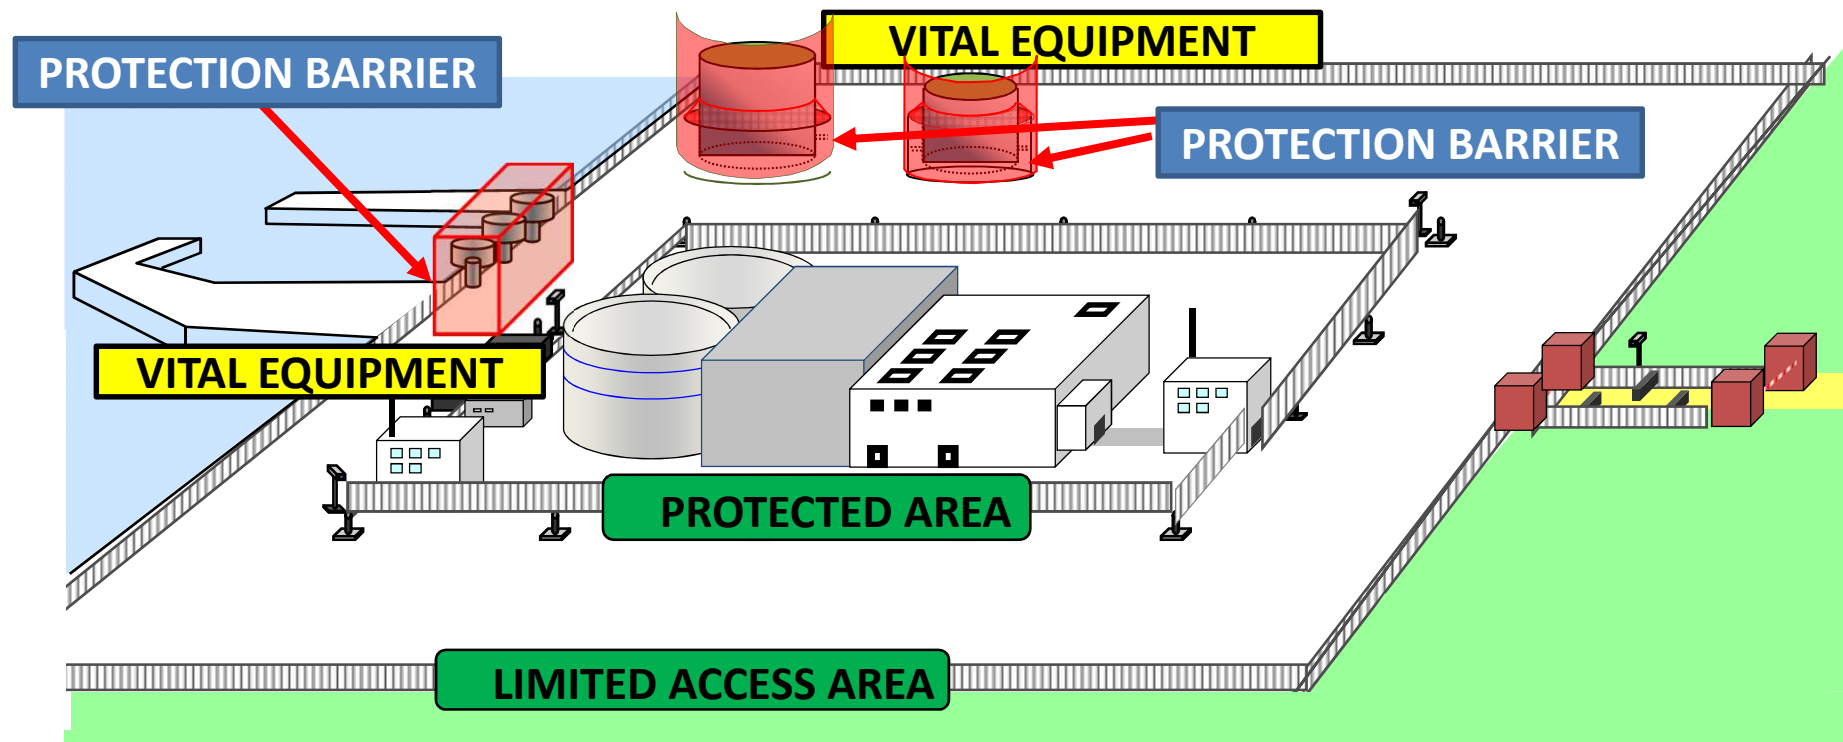 VITAL EQUIPMENT
PROTECTION BARRIER
PROTECTION BARRIER
VITAL EQUIPMENT
PROTECTED AREA
LIMITED ACCESS AREA